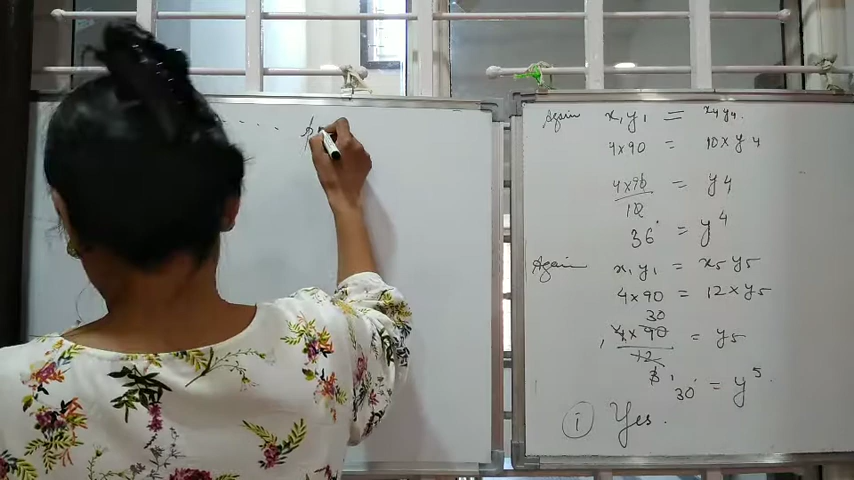 Again x₁y₁ = x₄y₄.
4×90 = 10×y4
4×90/10 = y4
36° = y⁴
Again x₁y₁ = x₅y₅
4×90 = 12×y5
30
4×90/12 = y5
3
30° = y⁵.
(i) Yes.